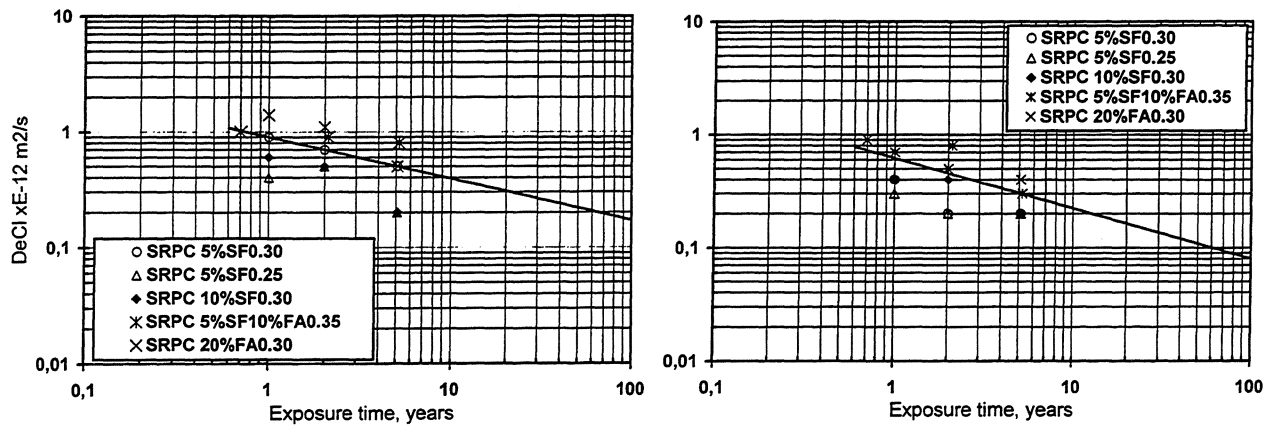 10
1
0,1
0,01
DeCl xE-12 m2/s
0,1 1 10 100
Exposure time, years
SRPC 5%SF0.30
SRPC 5%SF0.25
SRPC 10%SF0.30
SRPC 5%SF10%FA0.35
SRPC 20%FA0.30
10
1
0,1
0,01
0,1 1 10 100
Exposure time, years
SRPC 5%SF0.30
SRPC 5%SF0.25
SRPC 10%SF0.30
SRPC 5%SF10%FA0.35
SRPC 20%FA0.30